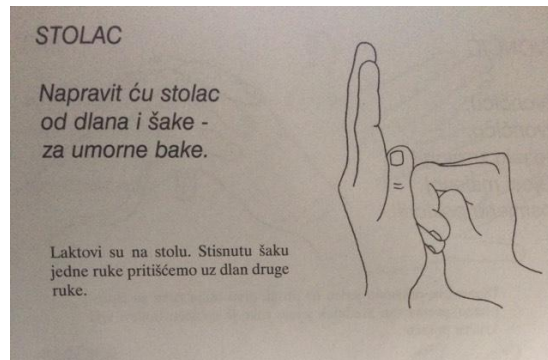 STOLAC
Napravit ću stolac
od dlana i šake -
za umorne bake.
Laktovi su na stolu. Stisnutu šaku
jedne ruke pritišćemo uz dlan druge
ruke.